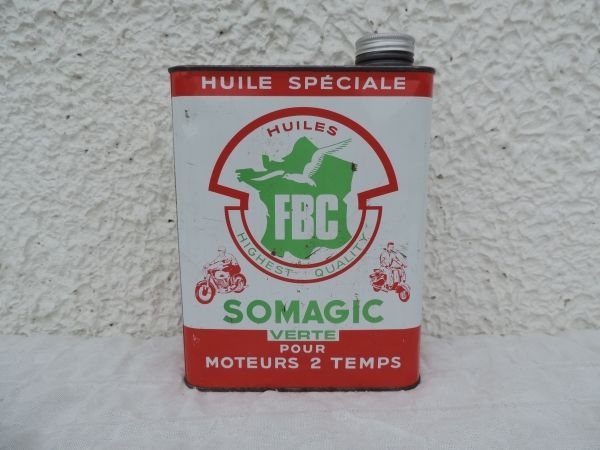 HUILE SPÉCIALE
HUILES
FBC
HIGHEST QUALITY
SOMAGIC
VERTE
POUR
MOTEURS 2 TEMPS